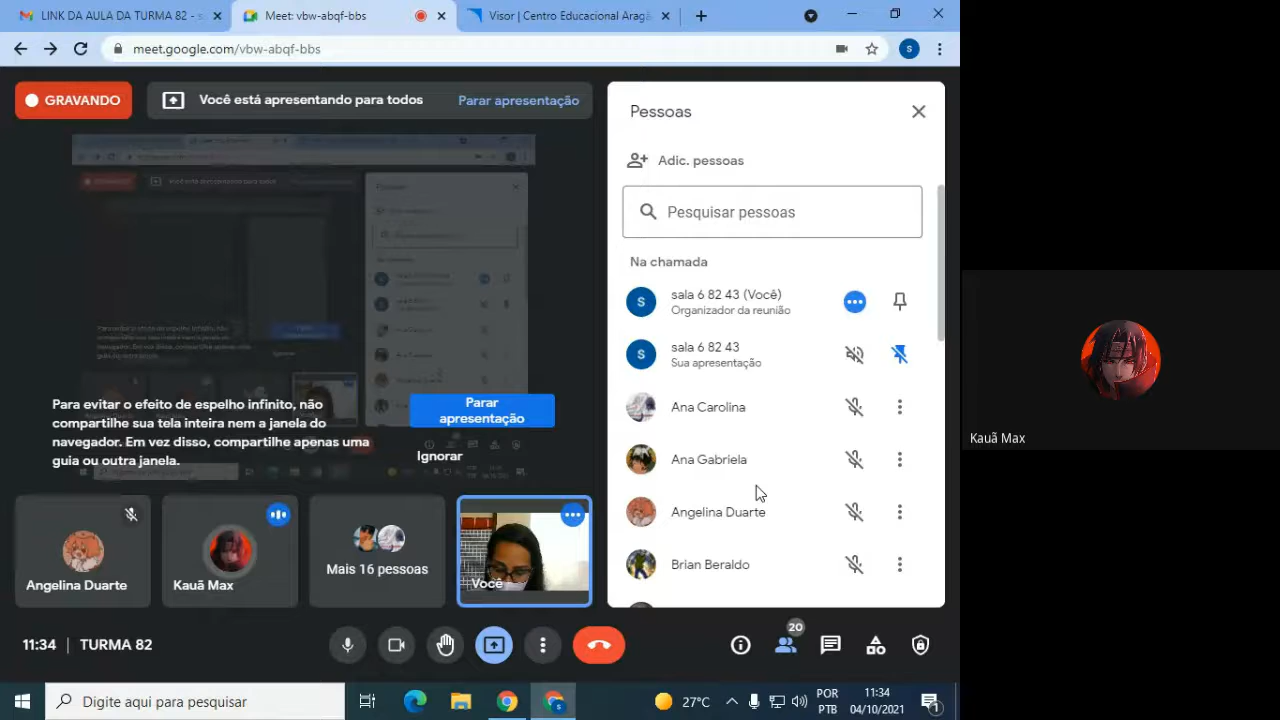 LINK DA AULA DA TURMA 82 - s
Meet: vbw-abqf-bbs
Visor | Centro Educacional Aragã
meet.google.com/vbw-abqf-bbs
S
GRAVANDO
Você está apresentando para todos
Parar apresentação
Pessoas
Adic. pessoas
Pesquisar pessoas
Na chamada
S
sala 6 82 43 (Você)
Organizador da reunião
S
sala 6 82 43
Sua apresentação
Ana Carolina
Ana Gabriela
Angelina Duarte
Brian Beraldo
Para evitar o efeito de espelho infinito, não
compartilhe sua tela inteira nem a janela do
navegador. Em vez disso, compartilhe apenas uma
guia ou outra janela.
Parar
apresentação
Ignorar
Angelina Duarte
Kauã Max
Mais 16 pessoas
Você
Kauã Max
11:34 | TURMA 82
20
Digite aqui para pesquisar
27°C
POR
PTB
11:34
04/10/2021
1